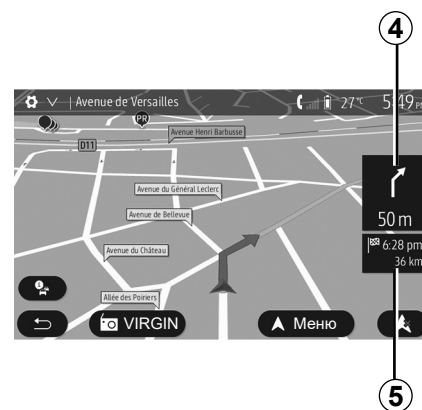 4
Avenue de Versailles
27 °C
5:49 PM
PR
Avenue Henri Barbusse
D11
Avenue du Général Leclerc
50 m
Avenue de Bellevue
6:28 pm
Avenue du Château
36 km
Allée des Poiriers
VIRGIN
Меню
5